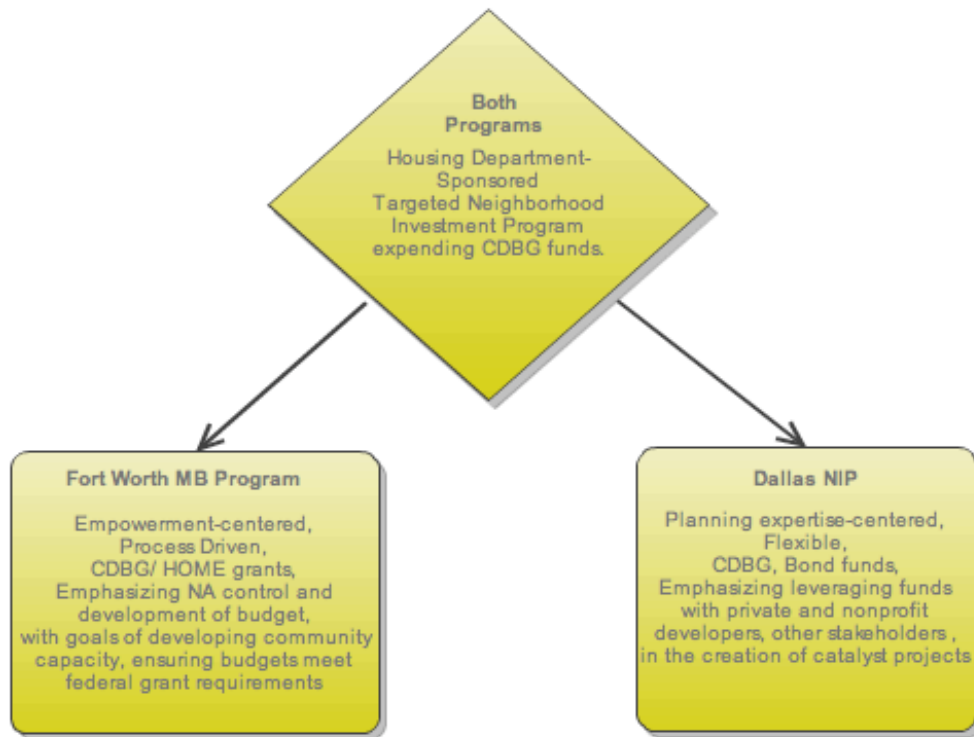 Both
Programs
Housing Department-
Sponsored
Targeted Neighborhood
Investment Program
expending CDBG funds.
Fort Worth MB Program
Empowerment-centered,
Process Driven,
CDBG/ HOME grants,
Emphasizing NA control and
development of budget,
with goals of developing community
capacity, ensuring budgets meet
federal grant requirements
Dallas NIP
Planning expertise-centered,
Flexible,
CDBG, Bond funds,
Emphasizing leveraging funds
with private and nonprofit
developers, other stakeholders ,
in the creation of catalyst projects